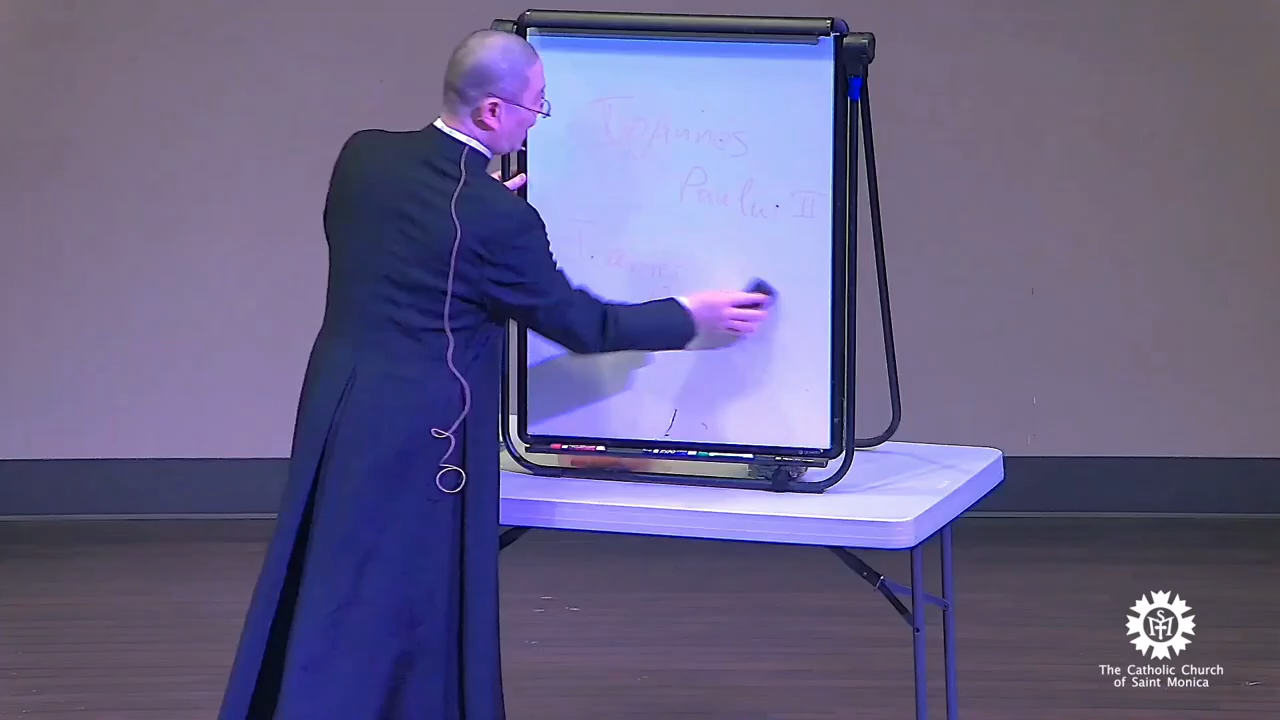 Ioannes
Paulus II
The Catholic Church
of Saint Monica